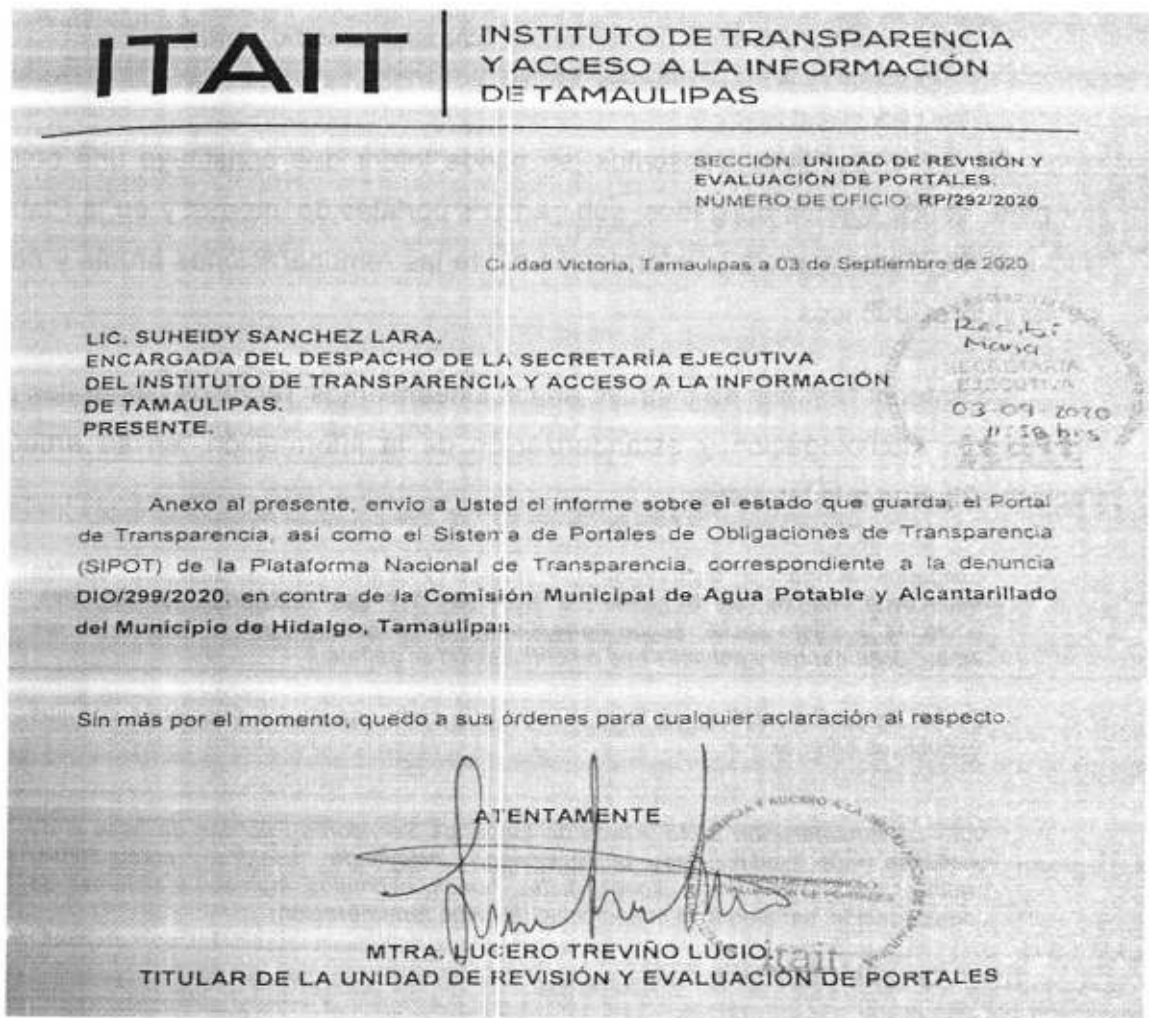 ITAIT
INSTITUTO DE TRANSPARENCIA
Y ACCESO A LA INFORMACIÓN
DE TAMAULIPAS
SECCIÓN: UNIDAD DE REVISIÓN Y
EVALUACIÓN DE PORTALES.
NÚMERO DE OFICIO: RP/292/2020
Ciudad Victoria, Tamaulipas a 03 de Septiembre de 2020
Recibí
03 09 2020
hrs
LIC. SUHEIDY SANCHEZ LARA.
ENCARGADA DEL DESPACHO DE LA SECRETARÍA EJECUTIVA
DEL INSTITUTO DE TRANSPARENCIA Y ACCESO A LA INFORMACIÓN
DE TAMAULIPAS.
PRESENTE.
Anexo al presente, envío a Usted el informe sobre el estado que guarda, el Portal
de Transparencia, así como el Sistema de Portales de Obligaciones de Transparencia
(SIPOT) de la Plataforma Nacional de Transparencia, correspondiente a la denuncia
DIO/299/2020, en contra de la Comisión Municipal de Agua Potable y Alcantarillado
del Municipio de Hidalgo, Tamaulipas
Sin más por el momento, quedo a sus órdenes para cualquier aclaración al respecto.
ATENTAMENTE
itait
MTRA. LUCERO TREVIÑO LUCIO.
TITULAR DE LA UNIDAD DE REVISIÓN Y EVALUACIÓN DE PORTALES